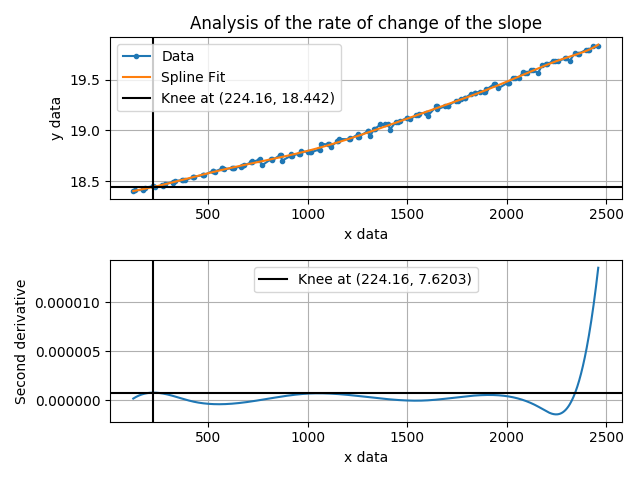 Analysis of the rate of change of the slope
Data
Spline Fit
Knee at (224.16, 18.442)
y data
19.5
19.0
18.5
500
1000
1500
2000
2500
x data
Knee at (224.16, 7.6203)
Second derivative
0.000010
0.000005
0.000000
500
1000
1500
2000
2500
x data